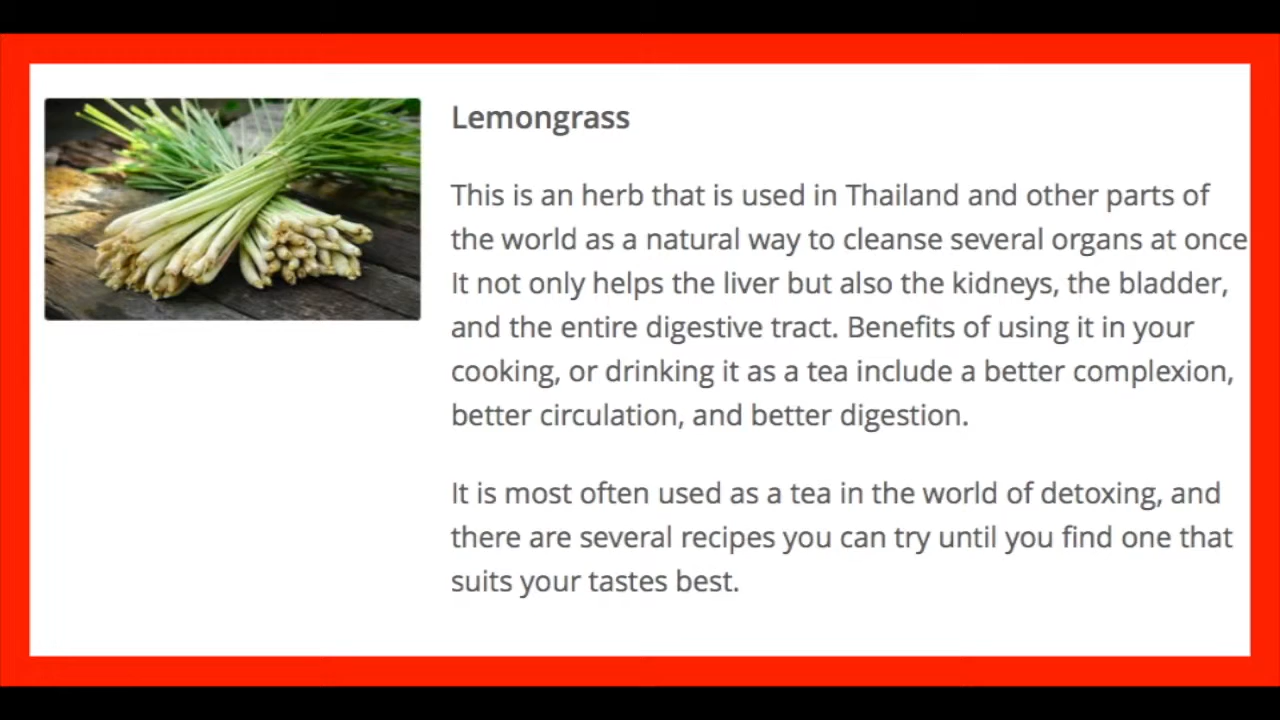 Lemongrass
This is an herb that is used in Thailand and other parts of
the world as a natural way to cleanse several organs at once
It not only helps the liver but also the kidneys, the bladder,
and the entire digestive tract. Benefits of using it in your
cooking, or drinking it as a tea include a better complexion,
better circulation, and better digestion.
It is most often used as a tea in the world of detoxing, and
there are several recipes you can try until you find one that
suits your tastes best.